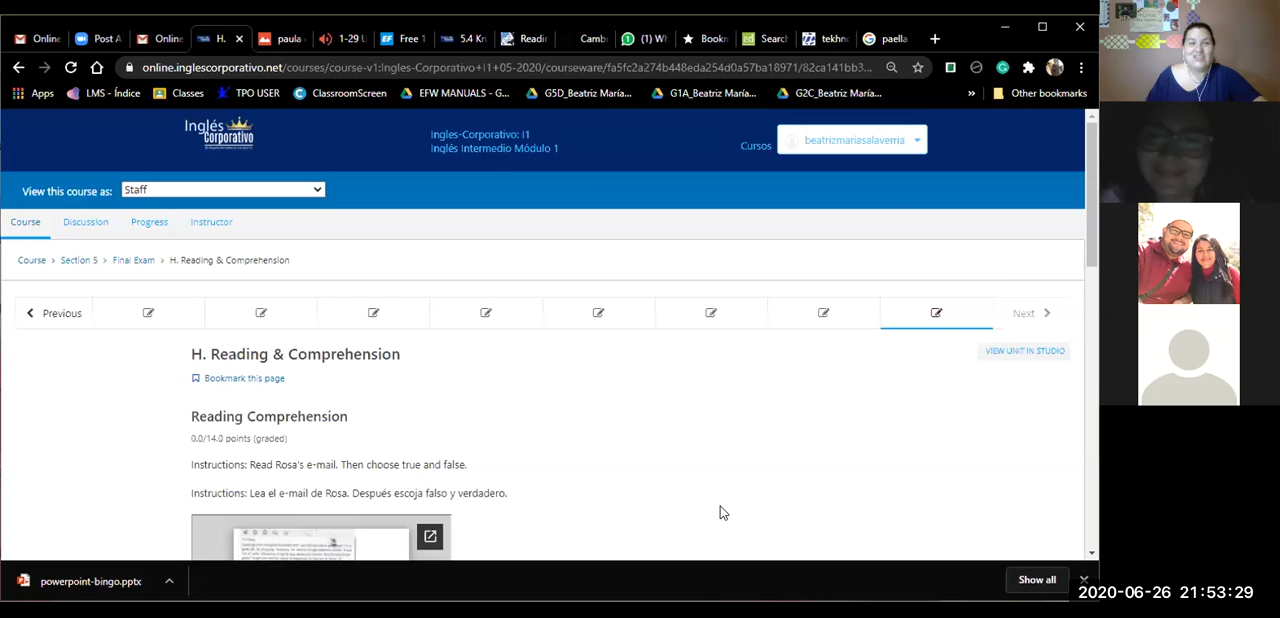 Online
Post A
Online
H.
paula
1-29 U
Free 1
5.4 Kn
Readin
Camb
(1) Wh
Bookn
Search
tekhno
paella
online.inglescorporativo.net/courses/course-v1:Ingles-Corporativo+i1+05-2020/courseware/fa5fc2a274b448eda254d0a57ba18971/82ca141bb3...
Apps LMS - Índice Classes TPO USER ClassroomScreen EFW MANUALS - G... G5D_Beatriz María... G1A_Beatriz María... G2C_Beatriz María... » Other bookmarks
Inglés
Corporativo
Ingles-Corporativo: I1
Inglés Intermedio Módulo 1
Cursos beatrizmariasalaverria
View this course as: Staff
Course Discussion Progress Instructor
Course > Section 5 > Final Exam > H. Reading & Comprehension
Previous Next
H. Reading & Comprehension
VIEW UNIT IN STUDIO
Bookmark this page
Reading Comprehension
0.0/14.0 points (graded)
Instructions: Read Rosa's e-mail. Then choose true and false.
Instructions: Lea el e-mail de Rosa. Después escoja falso y verdadero.
powerpoint-bingo.pptx Show all
2020-06-26 21:53:29